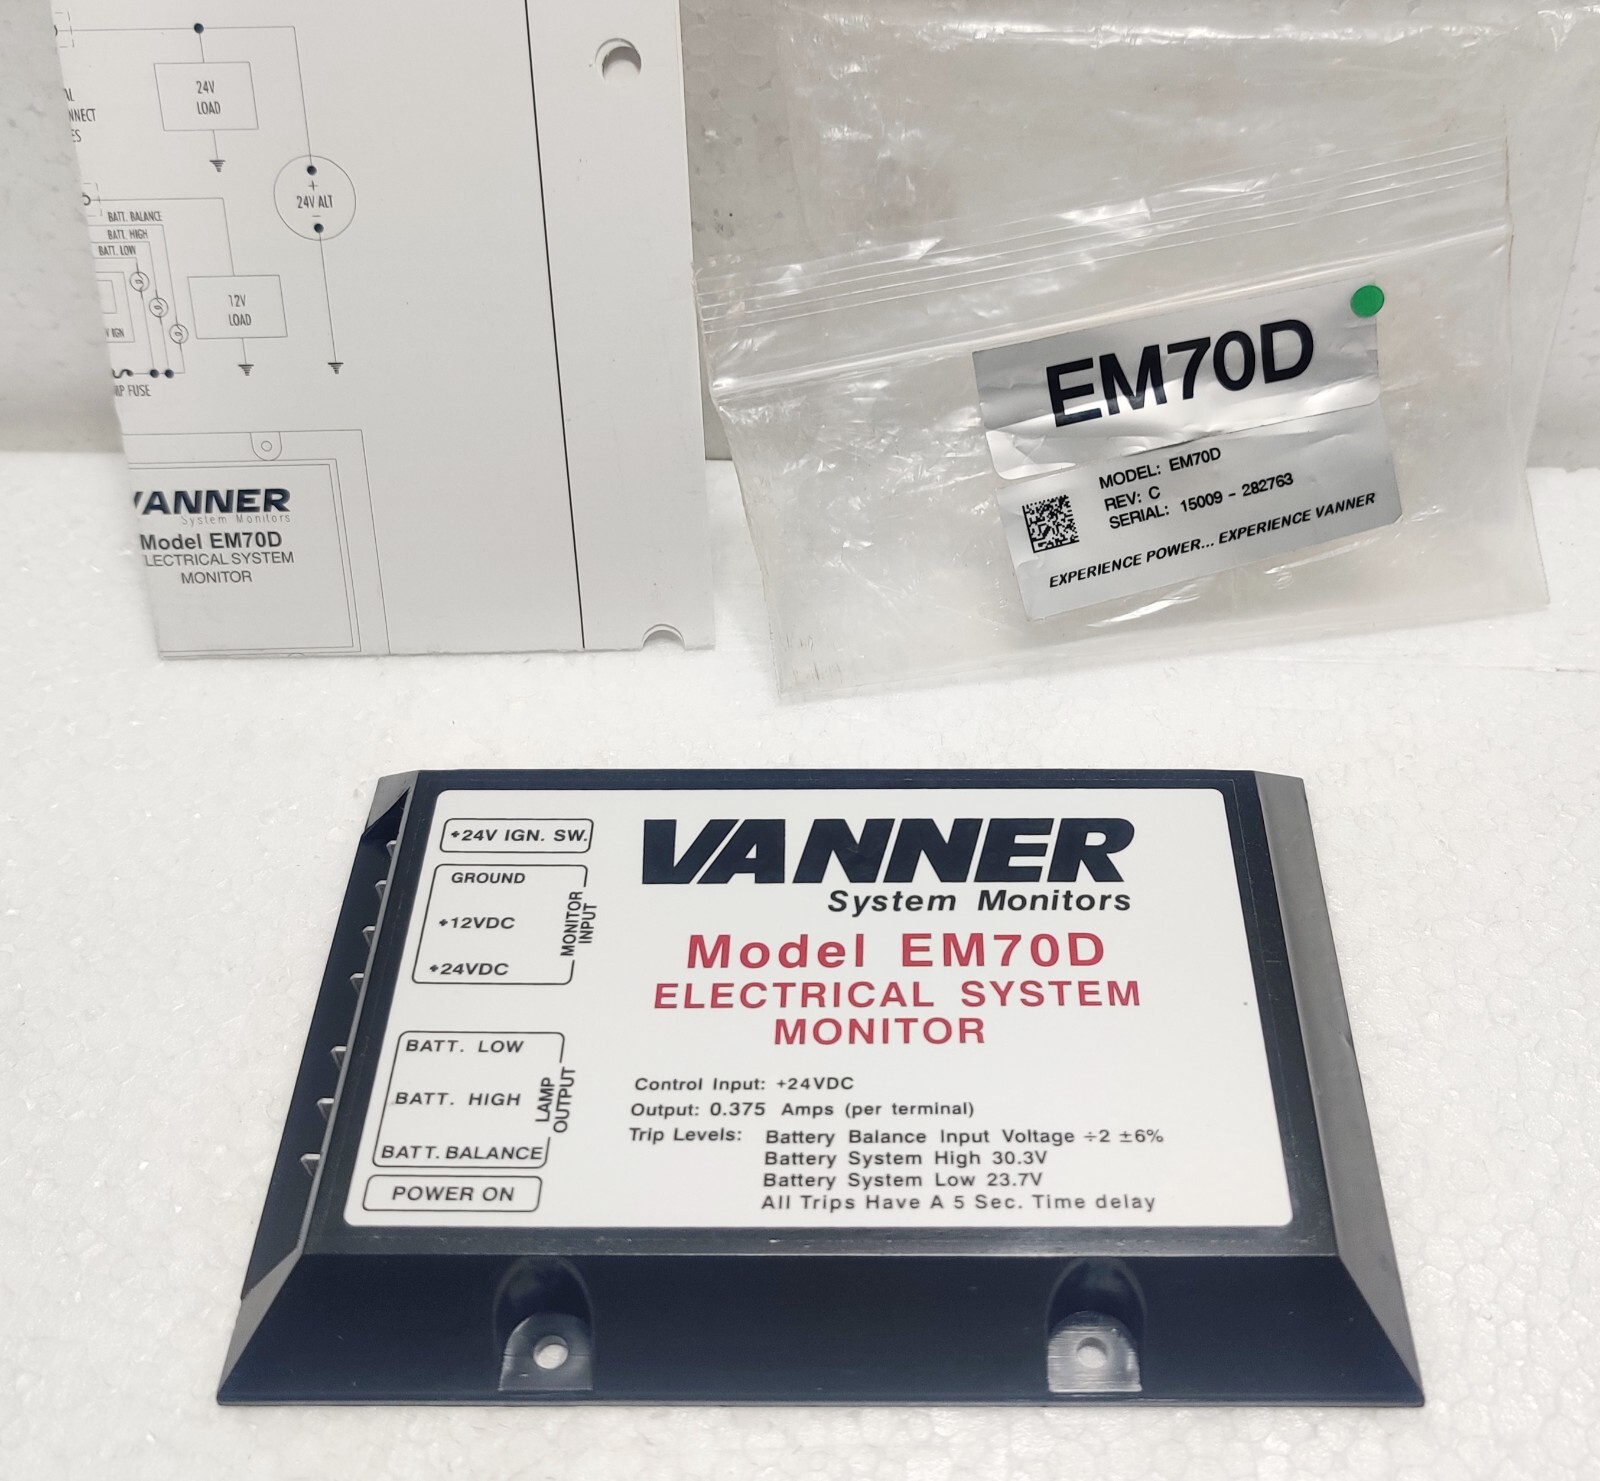 24V
LOAD
24V ALT
+
−
BATT. BALANCE
BATT. HIGH
BATT. LOW
12V
LOAD
IGN
FUSE
VANNER
System Monitors
Model EM70D
LECTRICAL SYSTEM
MONITOR
EM70D
MODEL: EM70D
REV: C
SERIAL: 15009 - 282763
EXPERIENCE POWER... EXPERIENCE VANNER
+24V IGN. SW.
GROUND
+12VDC
+24VDC
MONITOR
INPUT
BATT. LOW
BATT. HIGH
BATT. BALANCE
LAMP
OUTPUT
POWER ON
VANNER
System Monitors
Model EM70D
ELECTRICAL SYSTEM
MONITOR
Control Input: +24VDC
Output: 0.375 Amps (per terminal)
Trip Levels: Battery Balance Input Voltage ÷2 ±6%
Battery System High 30.3V
Battery System Low 23.7V
All Trips Have A 5 Sec. Time delay